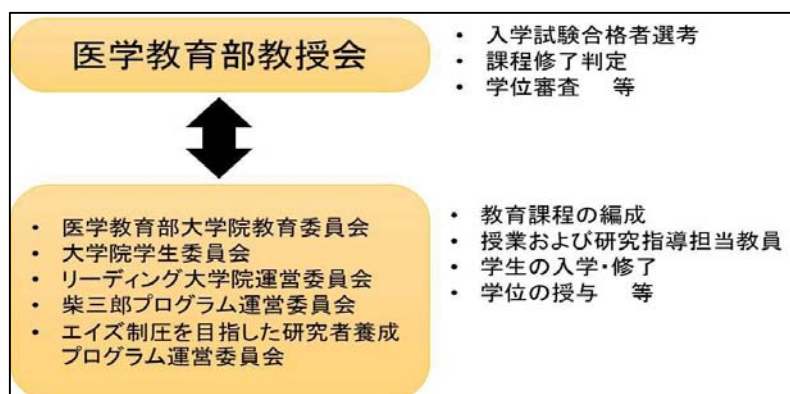 医学教育部教授会
・ 入学試験合格者選考
・ 課程修了判定
・ 学位審査　等
・ 医学教育部大学院教育委員会
・ 大学院学生委員会
・ リーディング大学院運営委員会
・ 柴三郎プログラム運営委員会
・ エイズ制圧を目指した研究者養成
プログラム運営委員会
・ 教育課程の編成
・ 授業および研究指導担当教員
・ 学生の入学・修了
・ 学位の授与　等